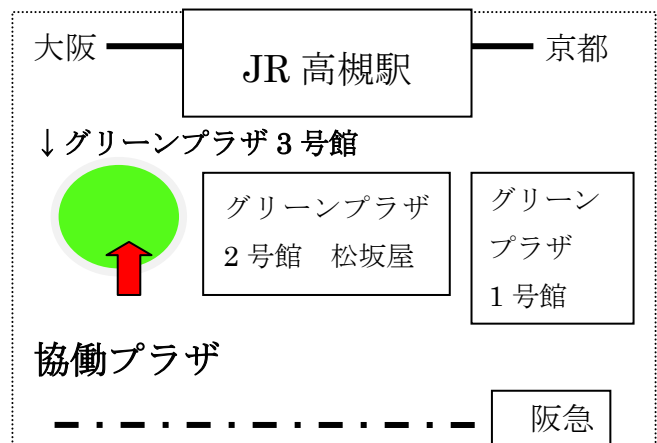 大阪
JR 高槻駅
京都
↓グリーンプラザ 3 号館
グリーンプラザ
2 号館　松坂屋
グリーン
プラザ
1 号館
協働プラザ
阪急